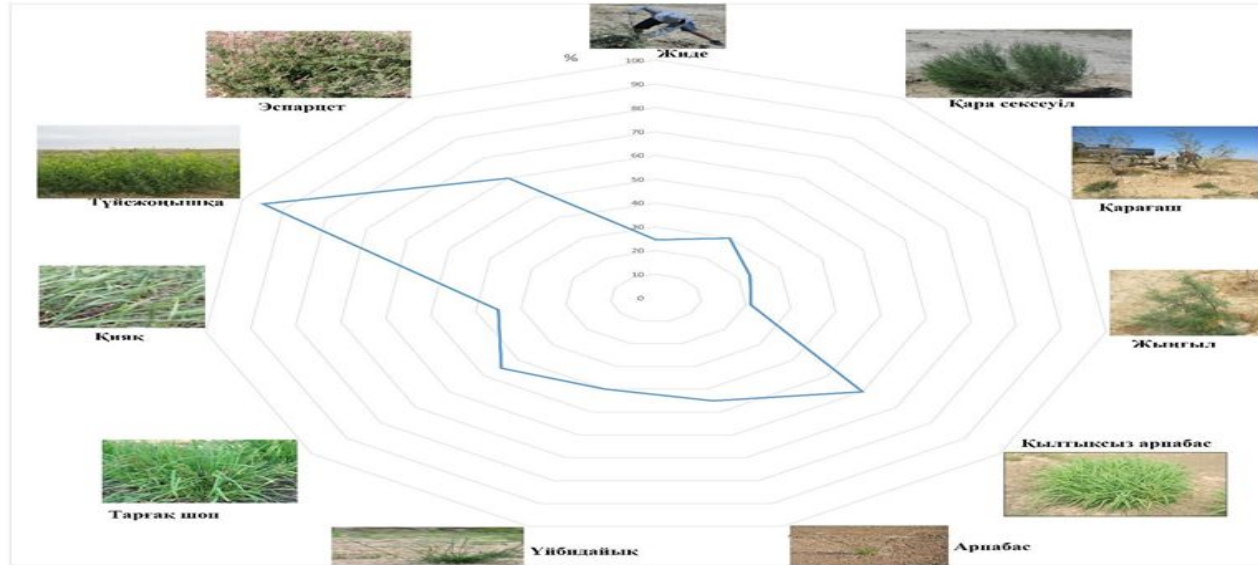 %
Жиде
100
90
80
70
60
50
40
30
20
10
0
Қара сексеуіл
Қарағаш
Жыңғыл
Қылтықсыз арпабас
Арпабас
Үйбидайық
Тарғақ шөп
Қияқ
Түйежоңышқа
Эспарцет